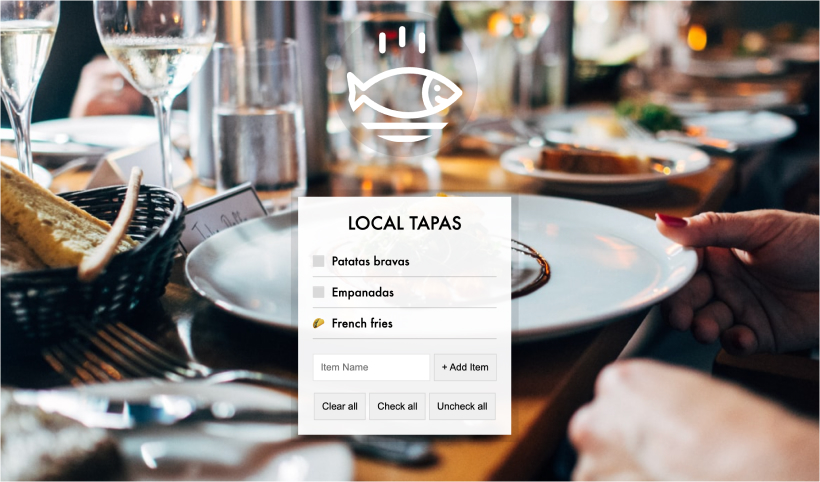 LOCAL TAPAS
Patatas bravas
Empanadas
French fries
Item Name
+ Add Item
Clear all
Check all
Uncheck all